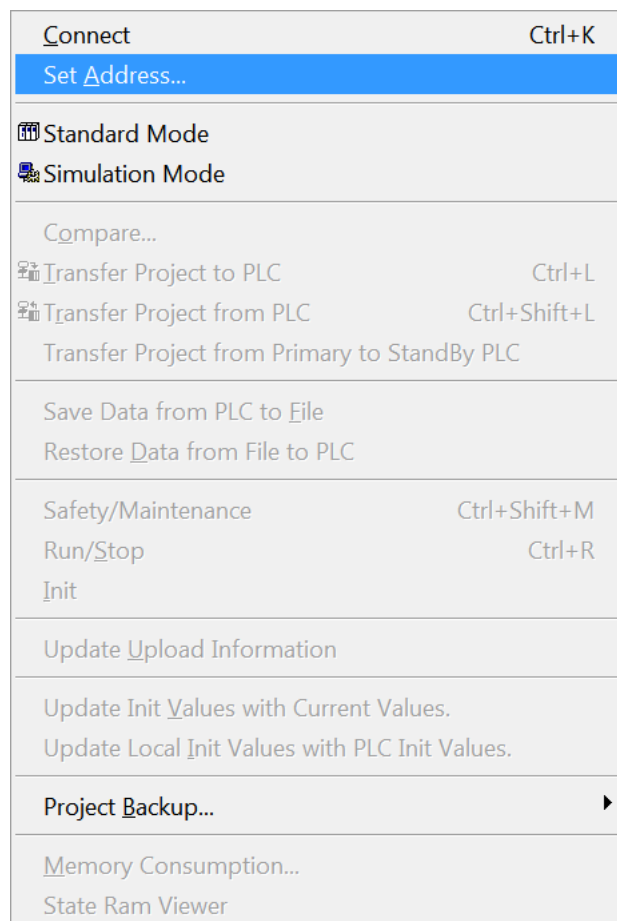 Connect Ctrl+K
Set Address...
Standard Mode
Simulation Mode
Compare...
Transfer Project to PLC Ctrl+L
Transfer Project from PLC Ctrl+Shift+L
Transfer Project from Primary to StandBy PLC
Save Data from PLC to File
Restore Data from File to PLC
Safety/Maintenance Ctrl+Shift+M
Run/Stop Ctrl+R
Init
Update Upload Information
Update Init Values with Current Values.
Update Local Init Values with PLC Init Values.
Project Backup...
Memory Consumption...
State Ram Viewer